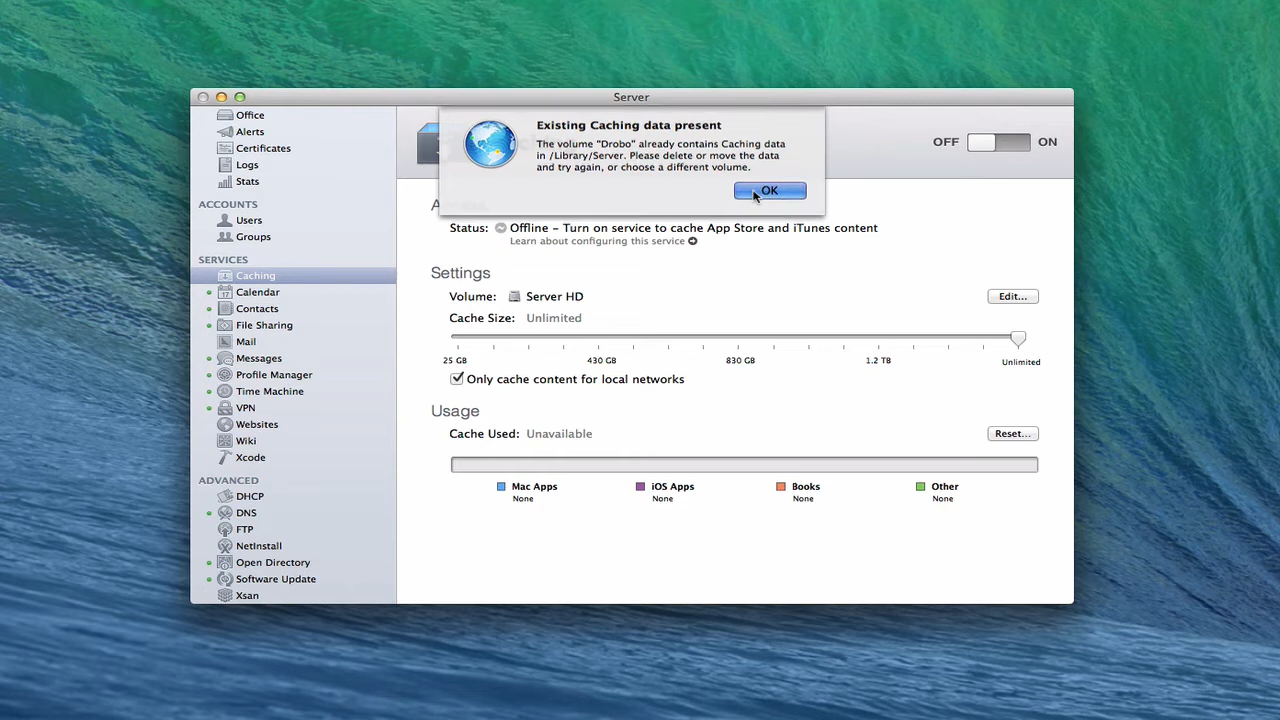 Server
Office
Alerts
Certificates
Logs
Stats
ACCOUNTS
Users
Groups
SERVICES
Caching
Calendar
Contacts
File Sharing
Mail
Messages
Profile Manager
Time Machine
VPN
Websites
Wiki
Xcode
ADVANCED
DHCP
DNS
FTP
NetInstall
Open Directory
Software Update
Xsan
Existing Caching data present
The volume "Drobo" already contains Caching data
in /Library/Server. Please delete or move the data
and try again, or choose a different volume.
OK
OFF ON
Status: Offline – Turn on service to cache App Store and iTunes content
Learn about configuring this service
Settings
Volume: Server HD Edit...
Cache Size: Unlimited
25 GB 430 GB 830 GB 1.2 TB Unlimited
Only cache content for local networks
Usage
Cache Used: Unavailable Reset...
Mac Apps iOS Apps Books Other
None None None None